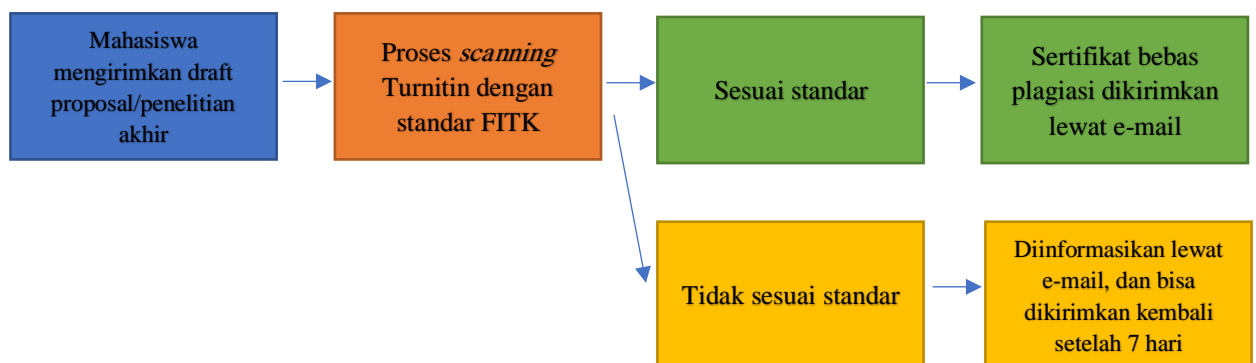 Mahasiswa
mengirimkan draft
proposal/penelitian
akhir
Proses scanning
Turnitin dengan
standar FITK
Sesuai standar
Sertifikat bebas
plagiasi dikirimkan
lewat e-mail
Tidak sesuai standar
Diinformasikan lewat
e-mail, dan bisa
dikirimkan kembali
setelah 7 hari